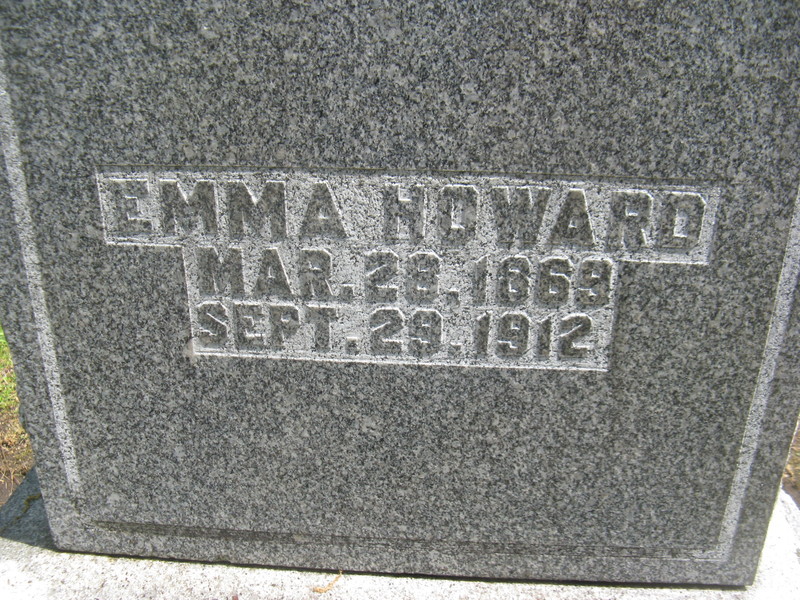 EMMA HOWARD
MAR. 28. 1869
SEPT. 29. 1912